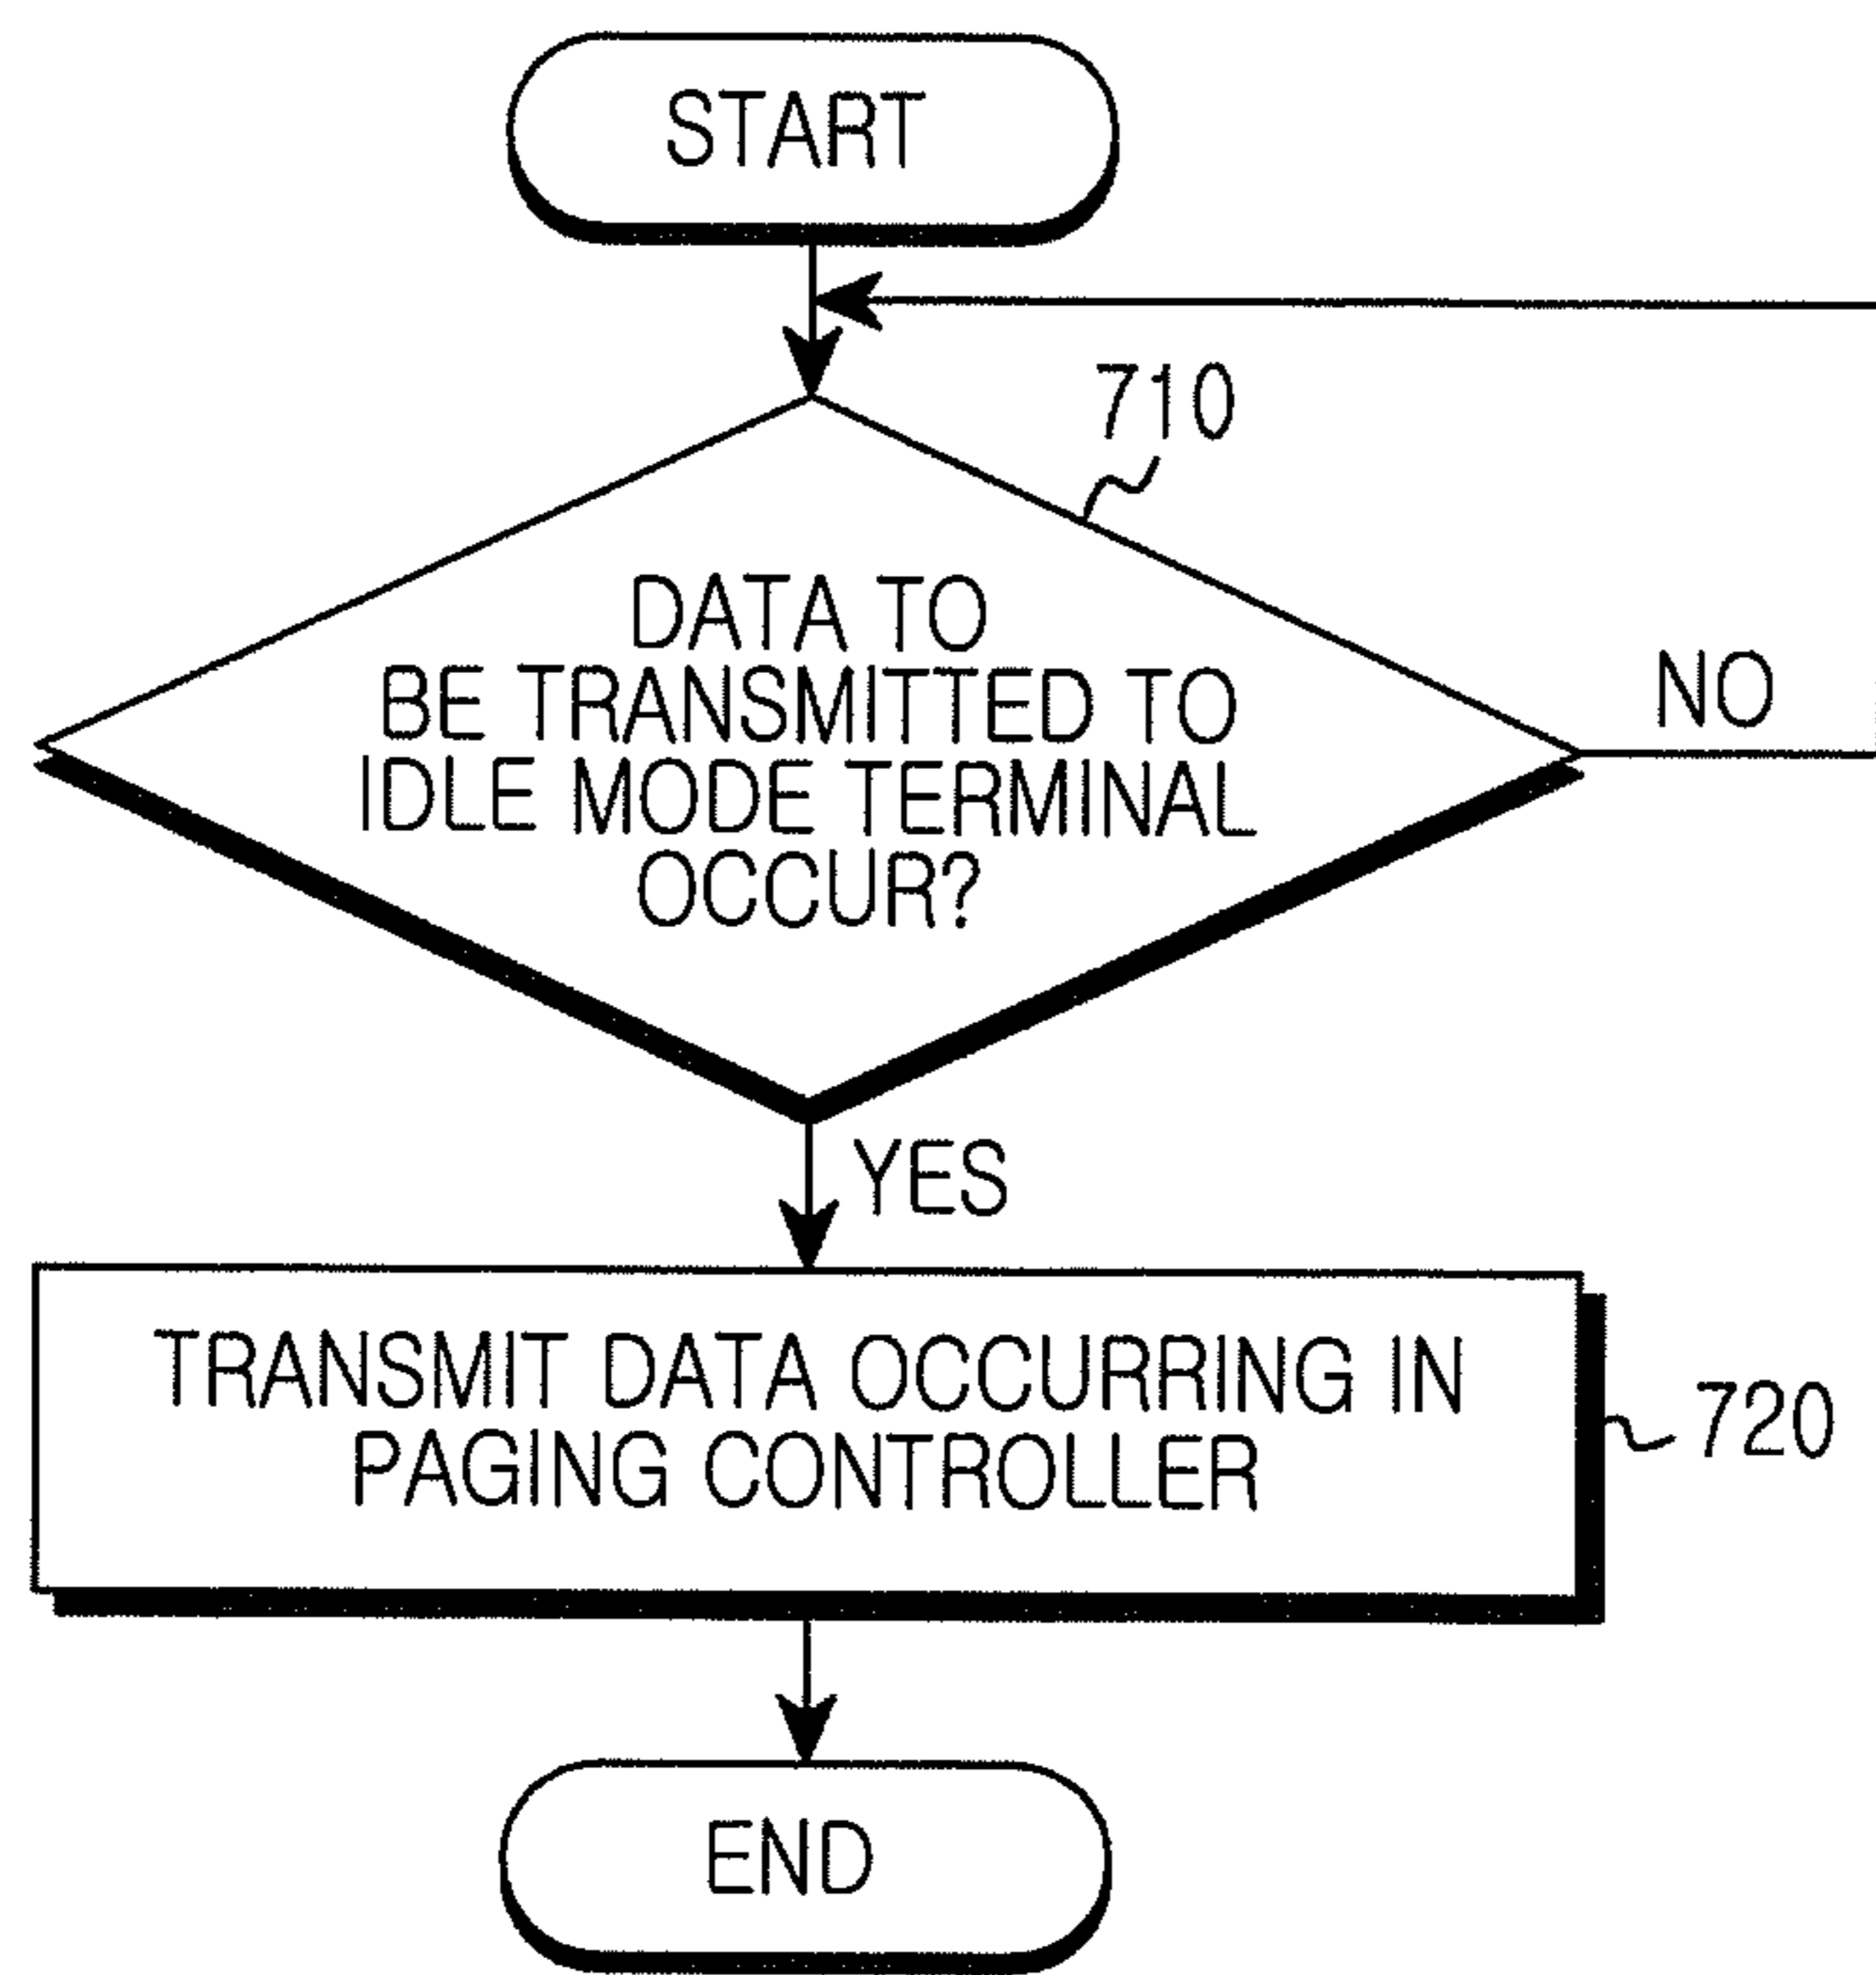 START
710
DATA TO
BE TRANSMITTED TO
IDLE MODE TERMINAL
OCCUR?
NO
YES
TRANSMIT DATA OCCURRING IN
PAGING CONTROLLER
720
END